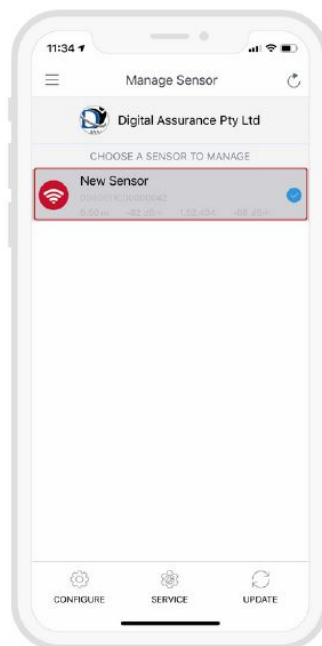 11:34
Manage Sensor
Digital Assurance Pty Ltd
CHOOSE A SENSOR TO MANAGE
New Sensor
CONFIGURE SERVICE UPDATE